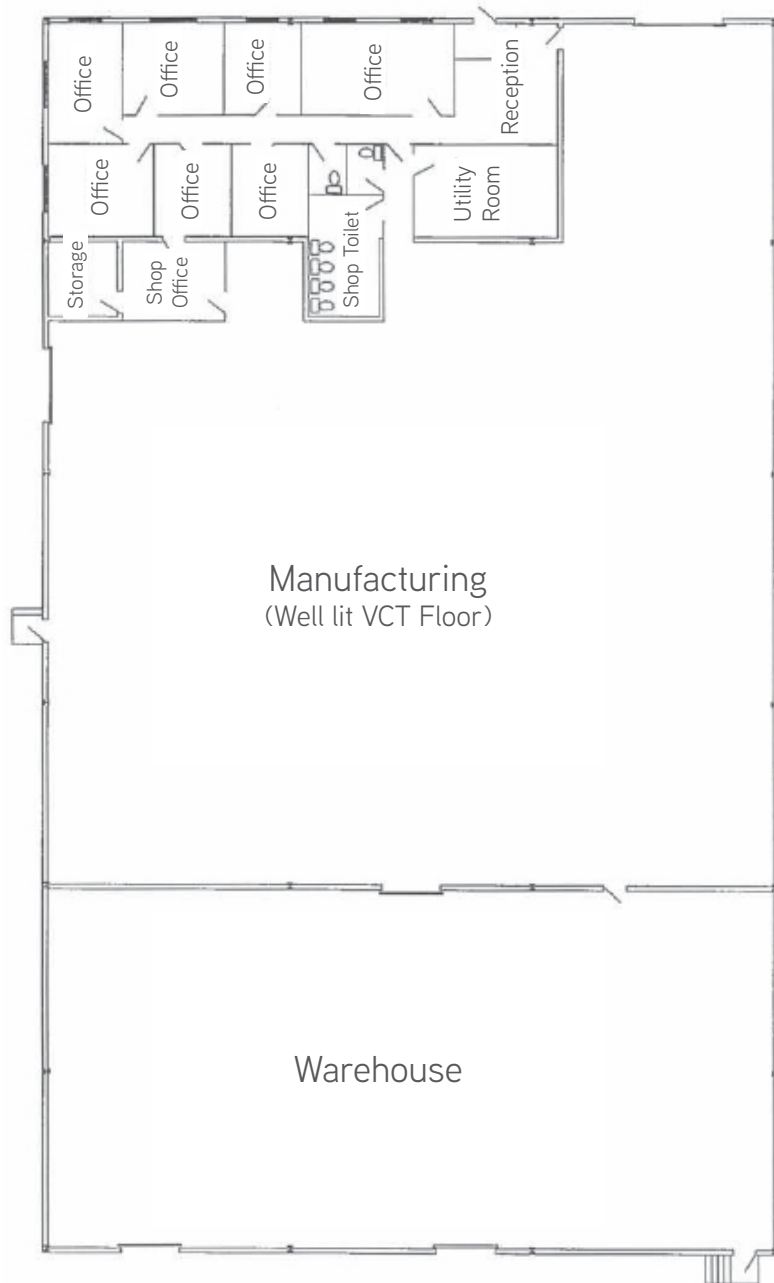 Office
Office
Office
Office
Reception
Office
Office
Office
Utility
Room
Storage
Shop
Office
Shop Toilet
Manufacturing
(Well lit VCT Floor)
Warehouse